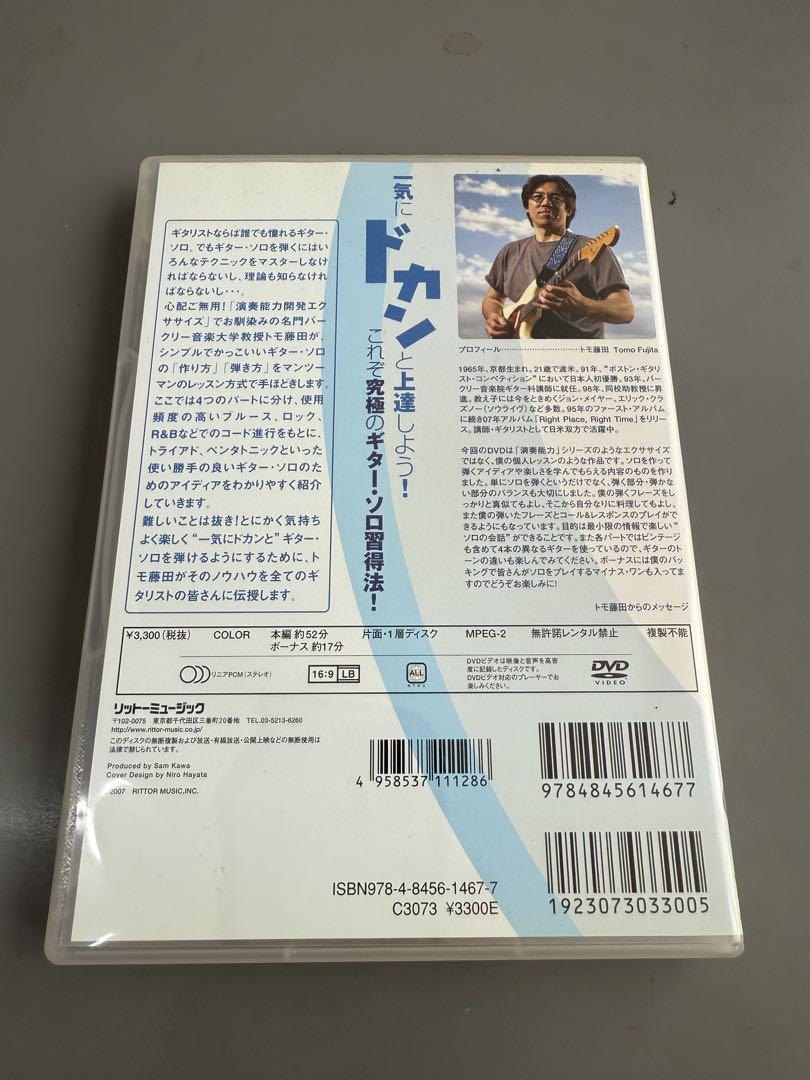 一気に
ドカン
と上達しよう!
これぞ究極のギター・ソロ習得法!
ギタリストならば誰でも憧れるギター・
ソロ。でもギター・ソロを弾くにはい
ろんなテクニックをマスターしなけ
ればならないし、理論も知らなけれ
ばならないし・・・。
心配ご無用!「演奏能力開発エク
ササイズ」でお馴染みの名門バー
クリー音楽大学教授トモ藤田が、
シンプルでかっこいいギター・ソロ
の「作り方」「弾き方」をマンツー
マンのレッスン方式で手ほどきします。
ここでは4つのパートに分け、使用
頻度の高いブルース、ロック、
R&Bなどでのコード進行をもとに、
トライアド、ペンタトニックといった
使い勝手の良いギター・ソロのた
めのアイディアをわかりやすく紹介
していきます。
難しいことは抜き!とにかく気持ち
よく楽しく“一気にドカンと”ギター・
ソロを弾けるようにするために、ト
モ藤田がそのノウハウを全てのギ
タリストの皆さんに伝授します。
プロフィール……………………トモ藤田 Tomo Fujita
1965年、京都生まれ。21歳で渡米。91年、“ボストン・ギタリ
スト・コンペティション”において日本人初優勝。93年、バー
クリー音楽院ギター科講師に就任。98年、同校助教授に昇
進。教え子には今をときめくジョン・メイヤー、エリック・クラ
ズノー(ソウライヴ)など多数。95年のファースト・アルバム
に続き07年アルバム「Right Place, Right Time」をリリー
ス。講師・ギタリストとして日米双方で活躍中。
今回のDVDは「演奏能力」シリーズのようなエクササイズ
ではなく、僕の個人レッスンのような作品です。ソロを作って
弾くアイディアや楽しさを学んでもらえる内容のものを作り
ました。単にソロを弾くというだけでなく、弾く部分・弾かな
い部分のバランスも大切にしました。僕の弾くフレーズをし
っかりと真似てもよし、そこから自分なりに料理してもよし、
また僕の弾いたフレーズとコール&レスポンスのプレイがで
きるようにもなっています。目的は最小限の情報で楽しい“
ソロの会話”ができることです。また各パートではビンテージ
も含めて4本の異なるギターを使っているので、ギターのト
ーンの違いも楽しんでみてください。ボーナスには僕のバッ
キングで皆さんがソロをプレイするマイナス・ワンも入ってま
すのでどうぞお楽しみに!
トモ藤田からのメッセージ
¥3,300(税抜)　COLOR　本編 約52分　片面・1層ディスク　MPEG-2　無許諾レンタル禁止　複製不能
ボーナス 約17分
リニアPCM(ステレオ)
16:9 LB
ALL
NTSC
DVDビデオは映像と音声を高密
度に記録したディスクです。
DVDビデオ対応のプレーヤーでお
楽しみください。
DVD
VIDEO
リットーミュージック
〒102-0075 東京都千代田区三番町20番地 TEL.03-5213-6260
http://www.rittor-music.co.jp/
このディスクの無断複製および放送・有線放送・公開上映などの無断使用は
法律で禁じられています。
Produced by Sam Kawa
Cover Design by Niro Hayata
2007 RITTOR MUSIC,INC.
4 958537 111286
9784845614677
ISBN978-4-8456-1467-7
C3073 ¥3300E
1923073033005